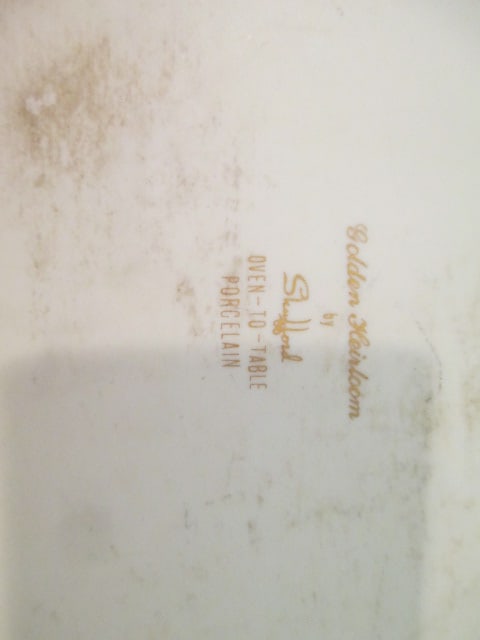 Golden Heirloom
by
Shafford
OVEN-TO-TABLE
PORCELAIN